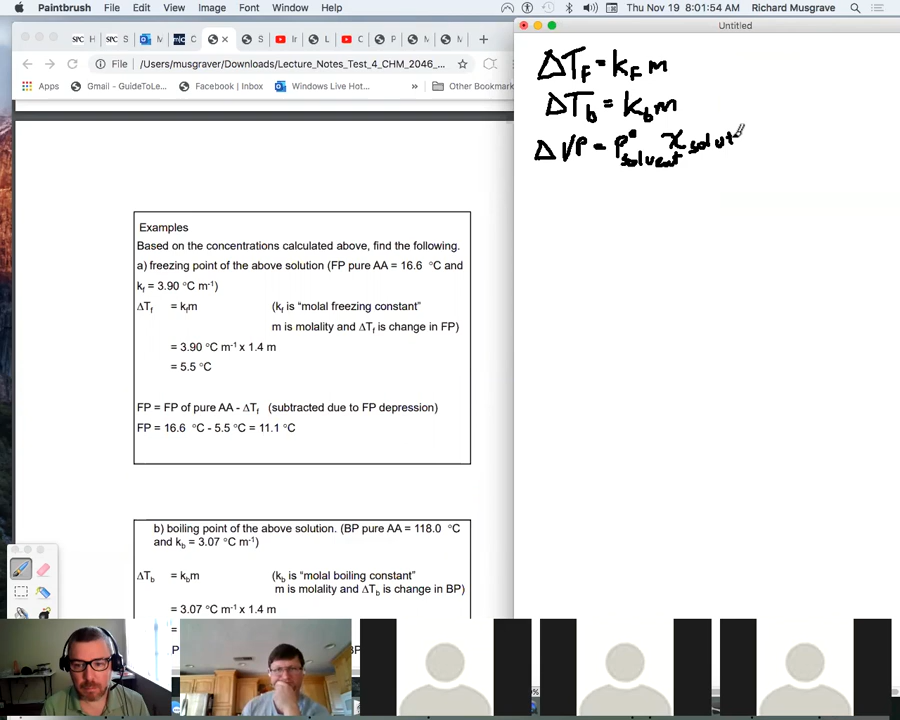 Paintbrush File Edit View Image Font Window Help Thu Nov 19 8:01:54 AM Richard Musgrave
Untitled
SPC H SPC S M mC C S Ir L P M M
File /Users/musgraver/Downloads/Lecture_Notes_Test_4_CHM_2046_...
Apps Gmail - GuideToLe... Facebook | Inbox Windows Live Hot... Other Bookmark
ΔTF = kF m
ΔTb = kb m
ΔVP = P° solvent χ solut
Examples
Based on the concentrations calculated above, find the following.
a) freezing point of the above solution (FP pure AA = 16.6 °C and
kf = 3.90 °C m-1)
ΔTf = kfm (kf is “molal freezing constant”
m is molality and ΔTf is change in FP)
= 3.90 °C m-1 x 1.4 m
= 5.5 °C
FP = FP of pure AA - ΔTf (subtracted due to FP depression)
FP = 16.6 °C - 5.5 °C = 11.1 °C
b) boiling point of the above solution. (BP pure AA = 118.0 °C
and kb = 3.07 °C m-1)
ΔTb = kbm (kb is “molal boiling constant”
m is molality and ΔTb is change in BP)
= 3.07 °C m-1 x 1.4 m